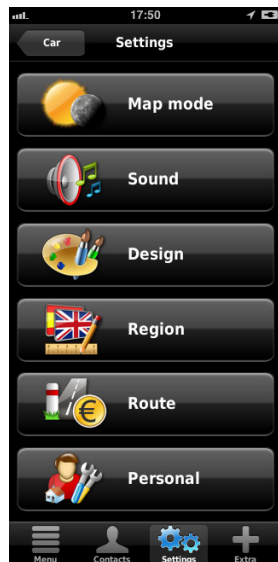 17:50
Car
Settings
Map mode
Sound
Design
Region
Route
Personal
Menu
Contacts
Settings
Extra